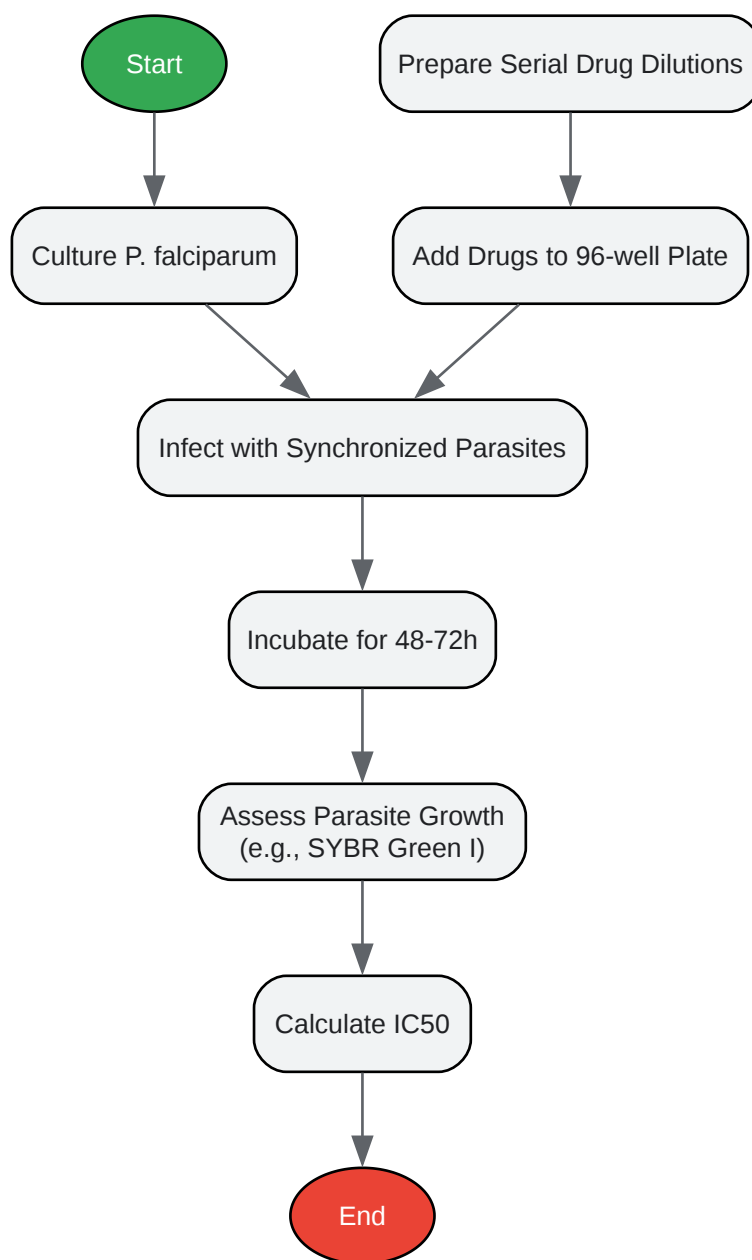 Start
Prepare Serial Drug Dilutions
Culture P. falciparum
Add Drugs to 96-well Plate
Infect with Synchronized Parasites
Incubate for 48-72h
Assess Parasite Growth
(e.g., SYBR Green I)
Calculate IC50
End